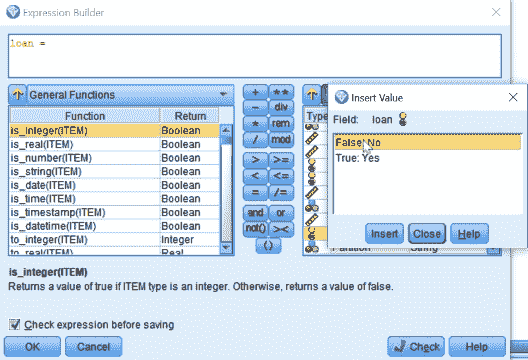 Expression Builder
loan =
General Functions
Function Return
is_integer(ITEM) Boolean
is_real(ITEM) Boolean
is_number(ITEM) Boolean
is_string(ITEM) Boolean
is_date(ITEM) Boolean
is_time(ITEM) Boolean
is_timestamp(ITEM) Boolean
is_datetime(ITEM) Boolean
to_integer(ITEM) Integer
to_real(ITEM) Real
+ **
- div
* rem
/ mod
> >=
< <=
= /=
and or
not() ><
()
Type
Partition String
Insert Value
Field: loan
False: No
True: Yes
Insert Close Help
is_integer(ITEM)
Returns a value of true if ITEM type is an integer. Otherwise, returns a value of false.
Check expression before saving
OK Cancel Check Help